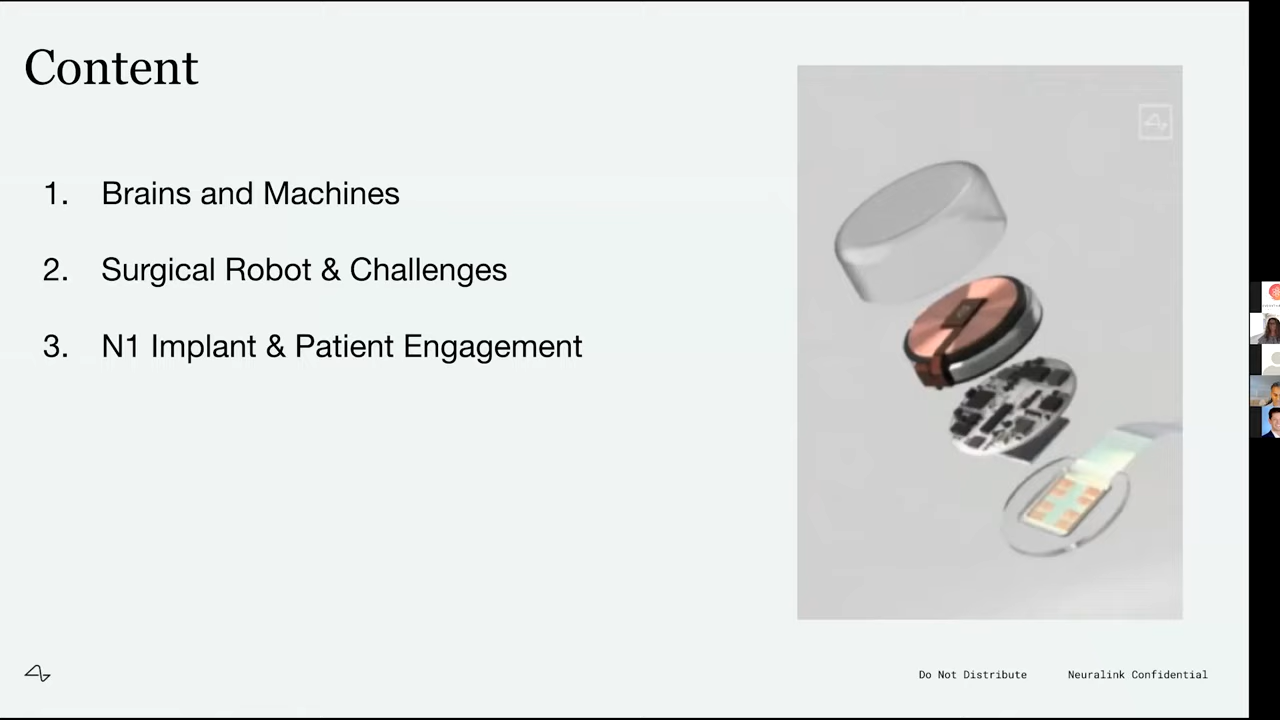 Content
1. Brains and Machines
2. Surgical Robot & Challenges
3. N1 Implant & Patient Engagement
Do Not Distribute Neuralink Confidential